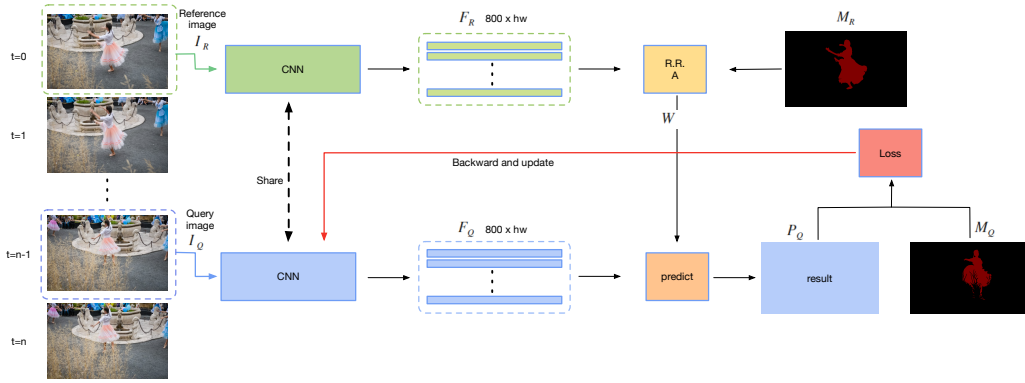 Reference
image
I_R
F_R 800 x hw
M_R
t=0
CNN
R.R.
A
t=1
W
Share
Backward and update
Loss
Query
image
I_Q
F_Q 800 x hw
P_Q
M_Q
t=n-1
CNN
predict
result
t=n